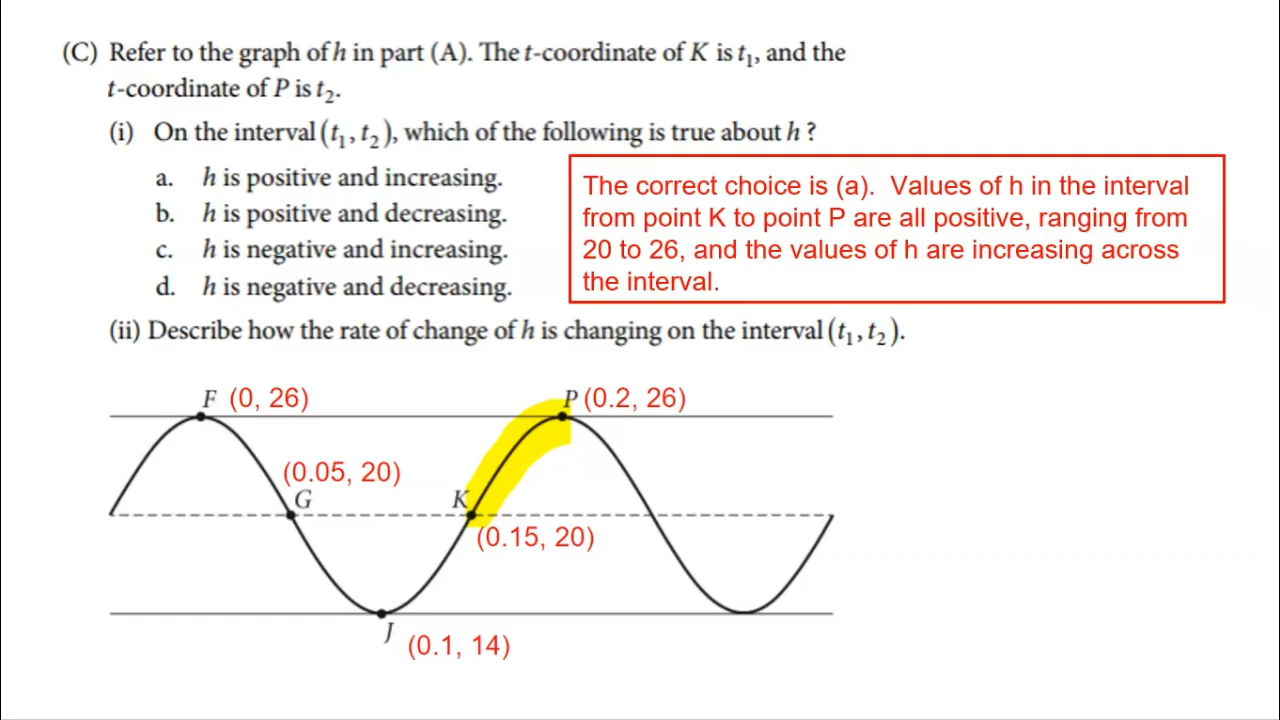 (C) Refer to the graph of h in part (A). The t-coordinate of K is t₁, and the
t-coordinate of P is t₂.
(i) On the interval (t₁, t₂), which of the following is true about h ?
a. h is positive and increasing.
b. h is positive and decreasing.
c. h is negative and increasing.
d. h is negative and decreasing.
The correct choice is (a). Values of h in the interval
from point K to point P are all positive, ranging from
20 to 26, and the values of h are increasing across
the interval.
(ii) Describe how the rate of change of h is changing on the interval (t₁, t₂).
F (0, 26)
P (0.2, 26)
(0.05, 20)
G
K
(0.15, 20)
J
(0.1, 14)